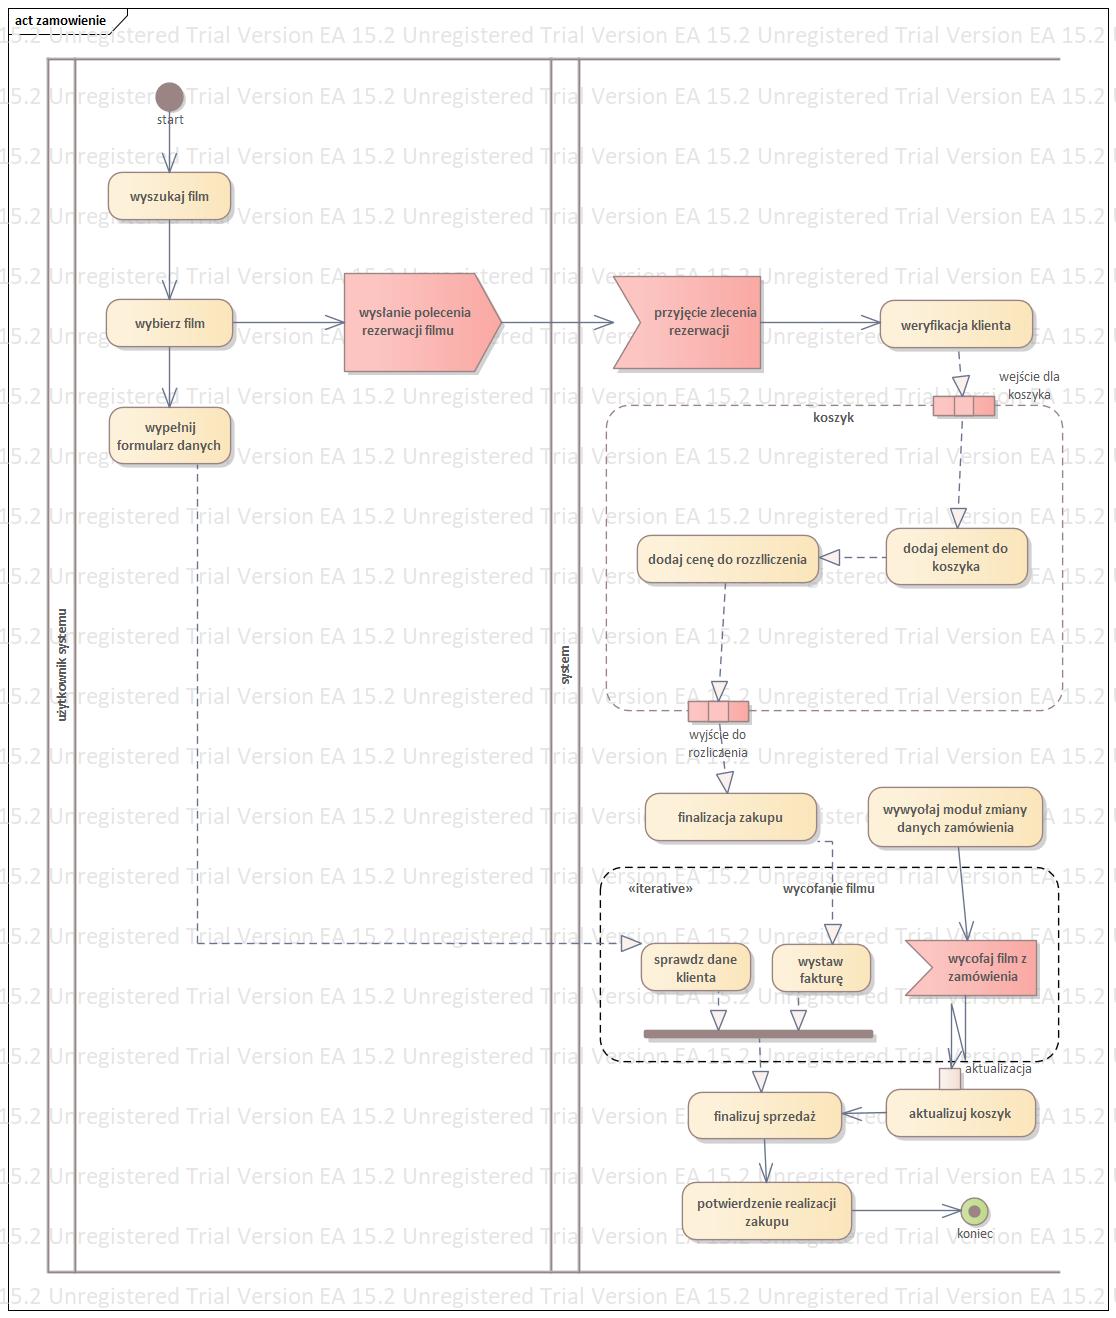 act zamowienie
start
wyszukaj film
wybierz film
wysłanie polecenia
rezerwacji filmu
przyjęcie zlecenia
rezerwacji
weryfikacja klienta
wejście dla
koszyka
koszyk
wypełnij
formularz danych
dodaj cenę do rozzlliczenia
dodaj element do
koszyka
użytkownik systemu
system
wyjście do
rozliczenia
finalizacja zakupu
wywyołaj moduł zmiany
danych zamówienia
«iterative»
wycofanie filmu
sprawdz dane
klienta
wystaw
fakturę
wycofaj film z
zamówienia
aktualizacja
finalizuj sprzedaż
aktualizuj koszyk
potwierdzenie realizacji
zakupu
koniec
15.2 Unregistered Trial Version EA 15.2 Unregistered Trial Version EA 15.2